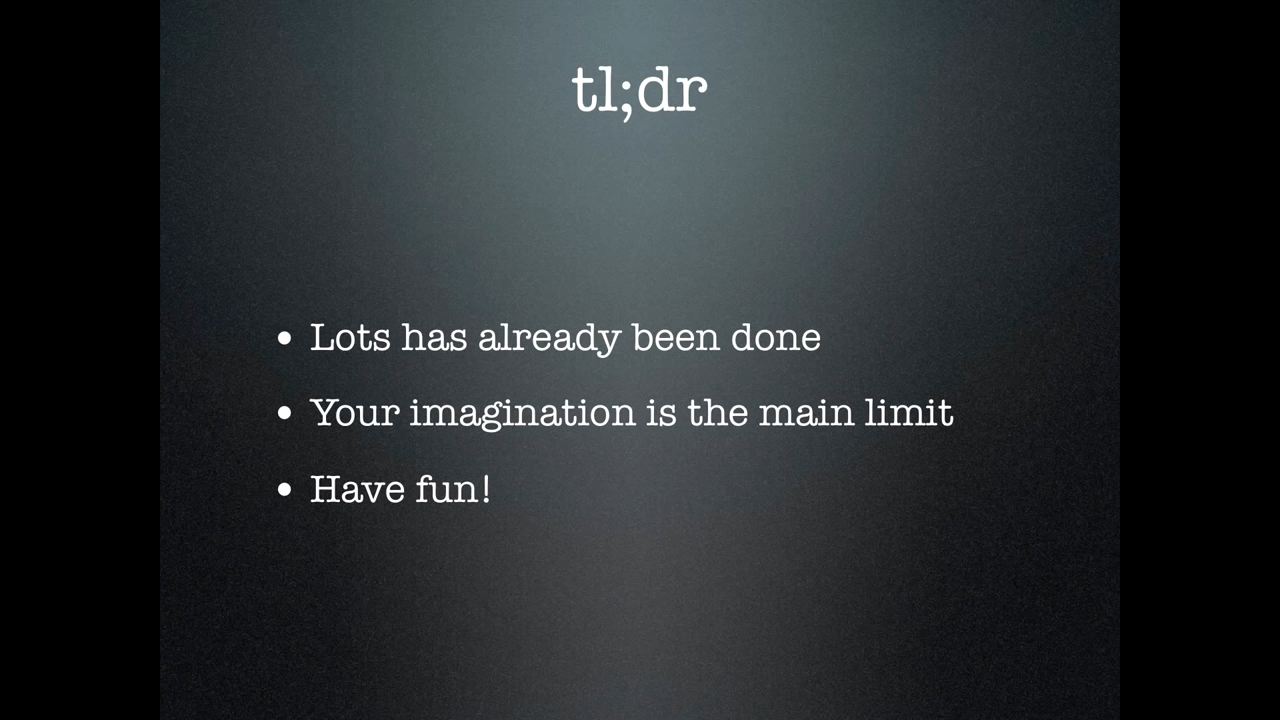 tl;dr
• Lots has already been done
• Your imagination is the main limit
• Have fun!